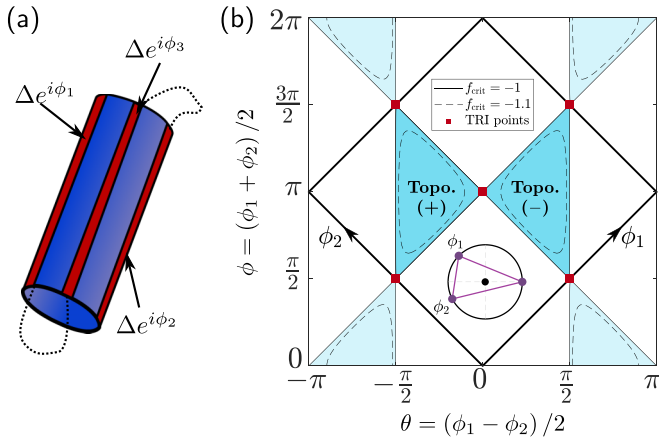 (a)
Δe^{iϕ_3}
Δe^{iϕ_1}
Δe^{iϕ_2}
(b)
ϕ = (ϕ_1 + ϕ_2) /2
2π
3π/2
π
π/2
0
f_crit = −1
f_crit = −1.1
TRI points
Topo. (+)
Topo. (−)
ϕ_2
ϕ_1
ϕ_1
ϕ_2
−π
−π/2
0
π/2
π
θ = (ϕ_1 − ϕ_2) /2